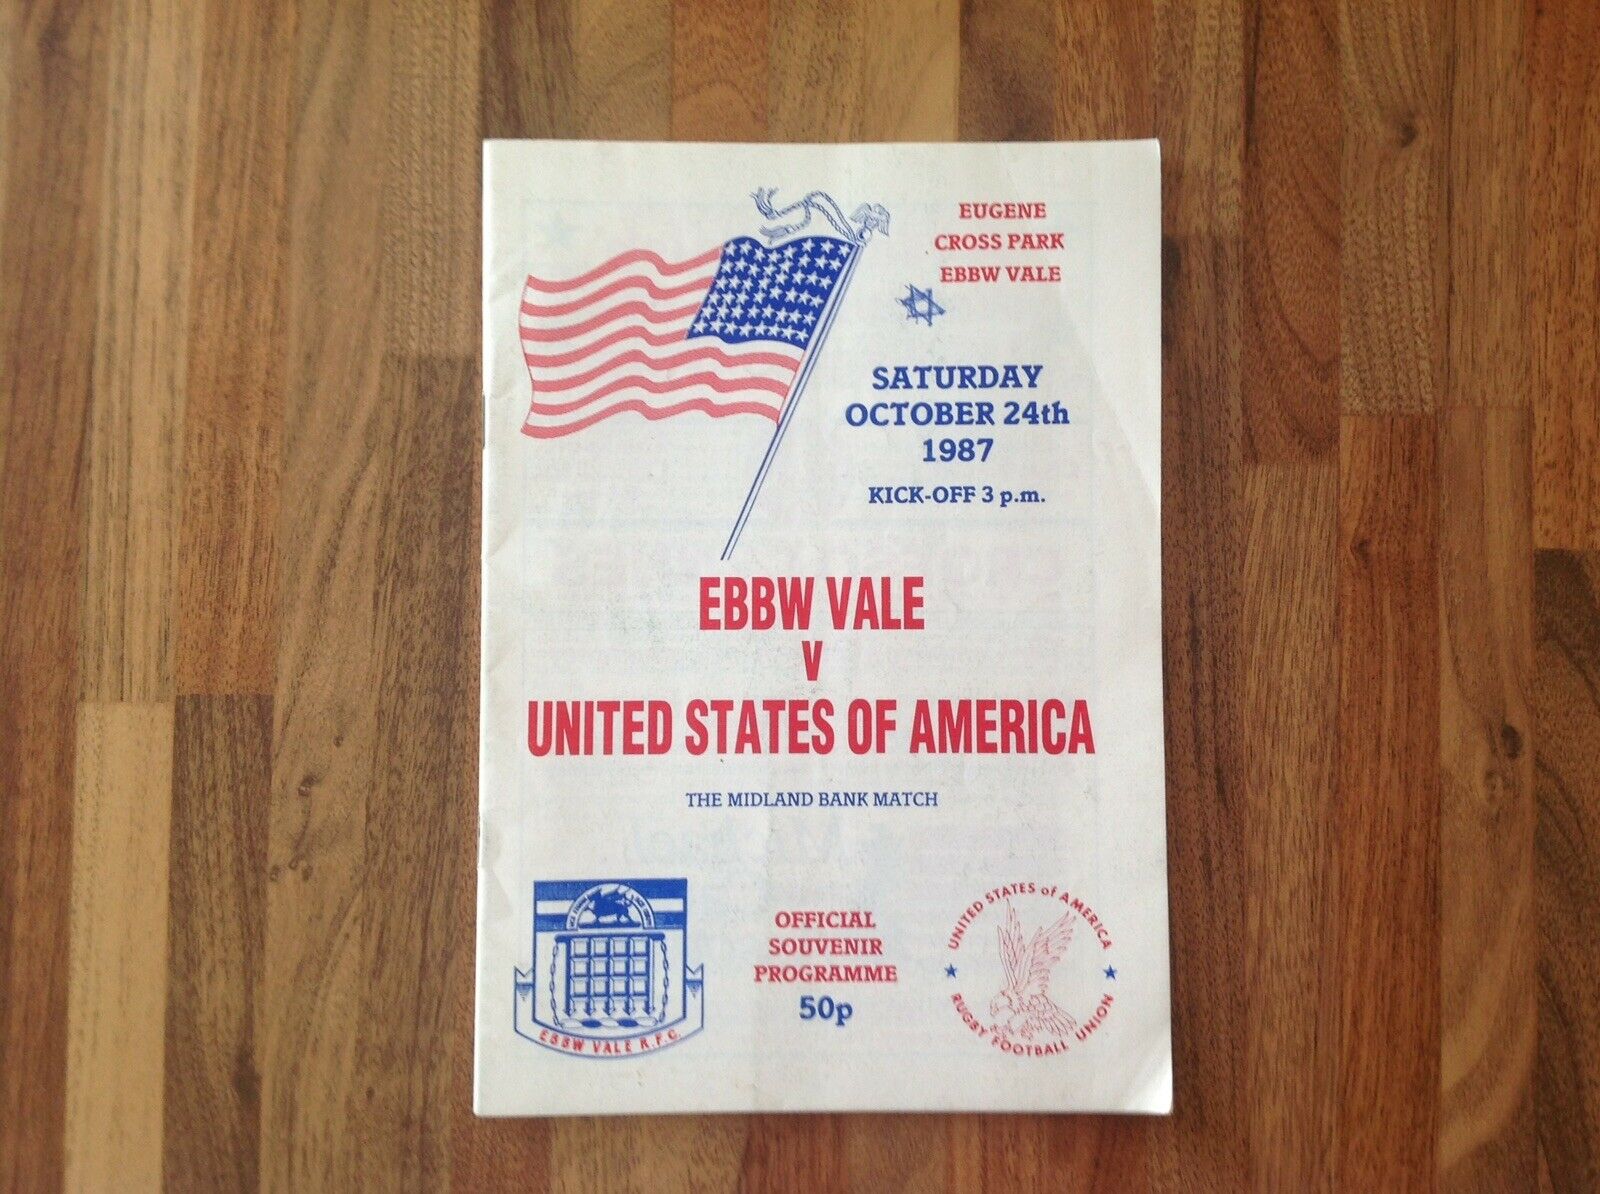 EUGENE
CROSS PARK
EBBW VALE
SATURDAY
OCTOBER 24th
1987
KICK-OFF 3 p.m.
EBBW VALE
V
UNITED STATES OF AMERICA
THE MIDLAND BANK MATCH
EBBW VALE R.F.C.
OFFICIAL
SOUVENIR
PROGRAMME
50p
UNITED STATES of AMERICA
RUGBY FOOTBALL UNION